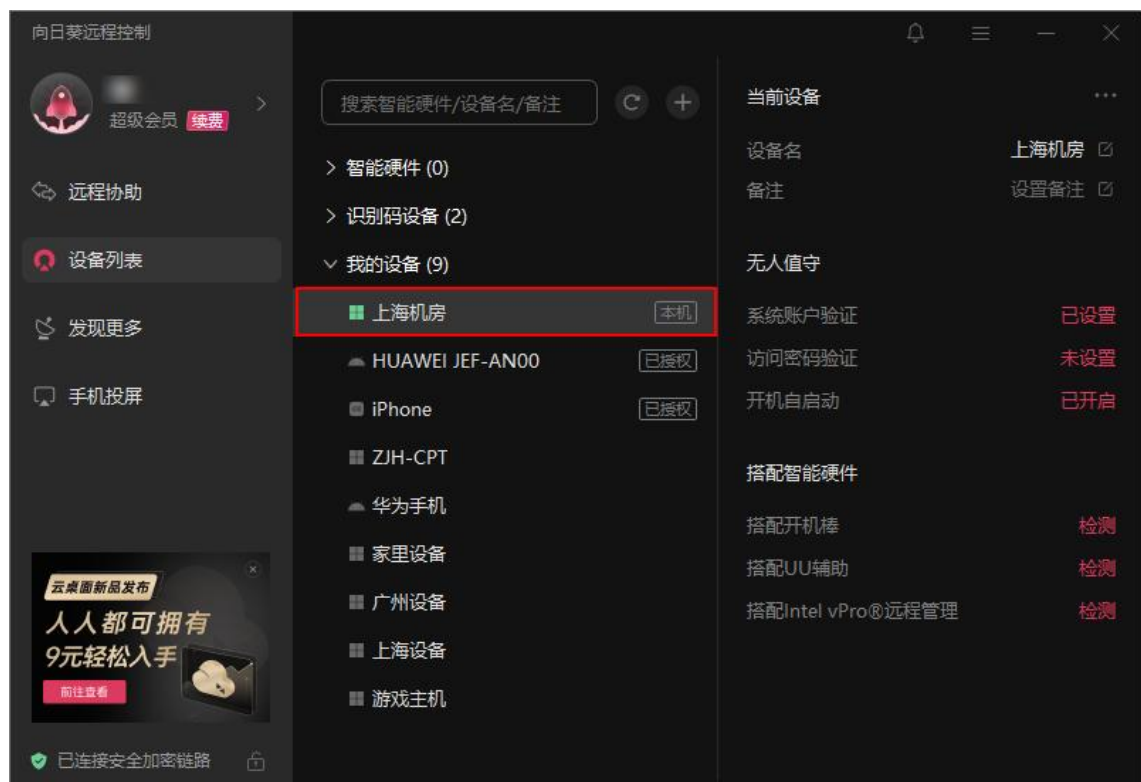 向日葵远程控制
超级会员 续费
远程协助
设备列表
发现更多
手机投屏
云桌面新品发布
人人都可拥有
9元轻松入手
前往查看
已连接安全加密链路
搜索智能硬件/设备名/备注
智能硬件 (0)
识别码设备 (2)
我的设备 (9)
上海机房 本机
HUAWEI JEF-AN00 已授权
iPhone 已授权
ZJH-CPT
华为手机
家里设备
广州设备
上海设备
游戏主机
当前设备
设备名 上海机房
备注 设置备注
无人值守
系统账户验证 已设置
访问密码验证 未设置
开机自启动 已开启
搭配智能硬件
搭配开机棒 检测
搭配UU辅助 检测
搭配Intel vPro®远程管理 检测